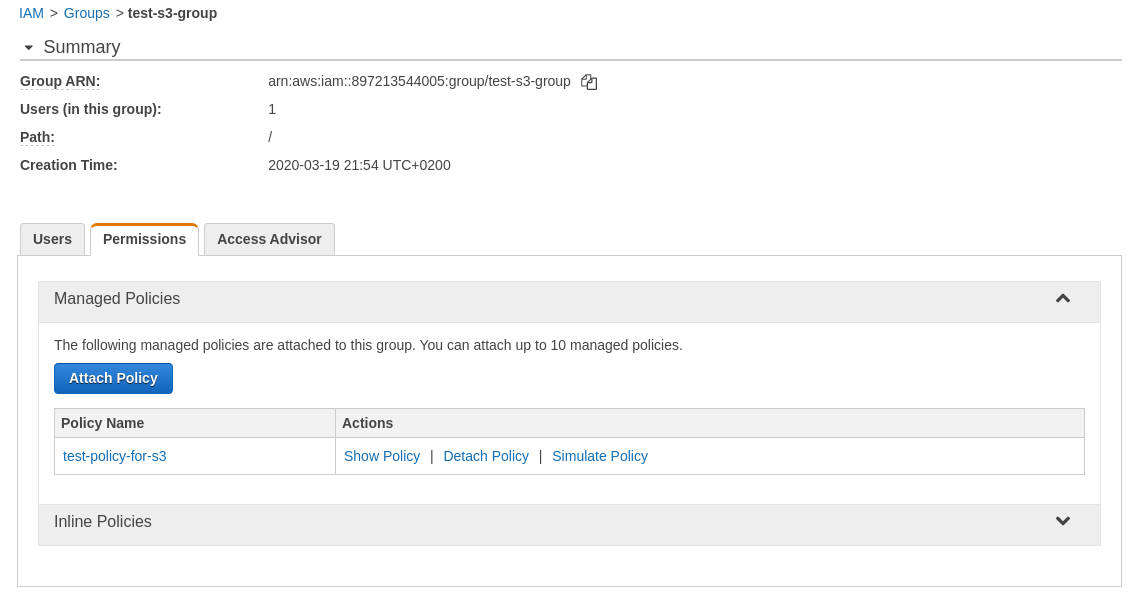 IAM > Groups > test-s3-group
Summary
Group ARN: arn:aws:iam::897213544005:group/test-s3-group
Users (in this group): 1
Path: /
Creation Time: 2020-03-19 21:54 UTC+0200
Users Permissions Access Advisor
Managed Policies
The following managed policies are attached to this group. You can attach up to 10 managed policies.
Attach Policy
Policy Name Actions
test-policy-for-s3 Show Policy | Detach Policy | Simulate Policy
Inline Policies